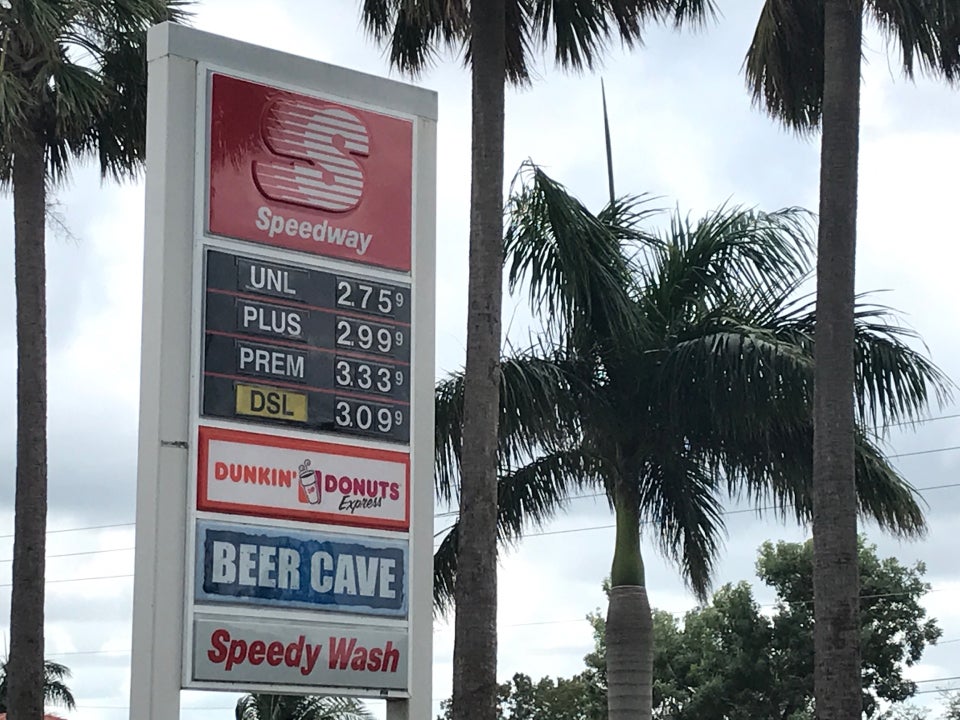 S
Speedway
UNL 2.75 9
PLUS 2.99 9
PREM 3.33 9
DSL 3.09 9
DUNKIN' DONUTS
Express
BEER CAVE
Speedy Wash